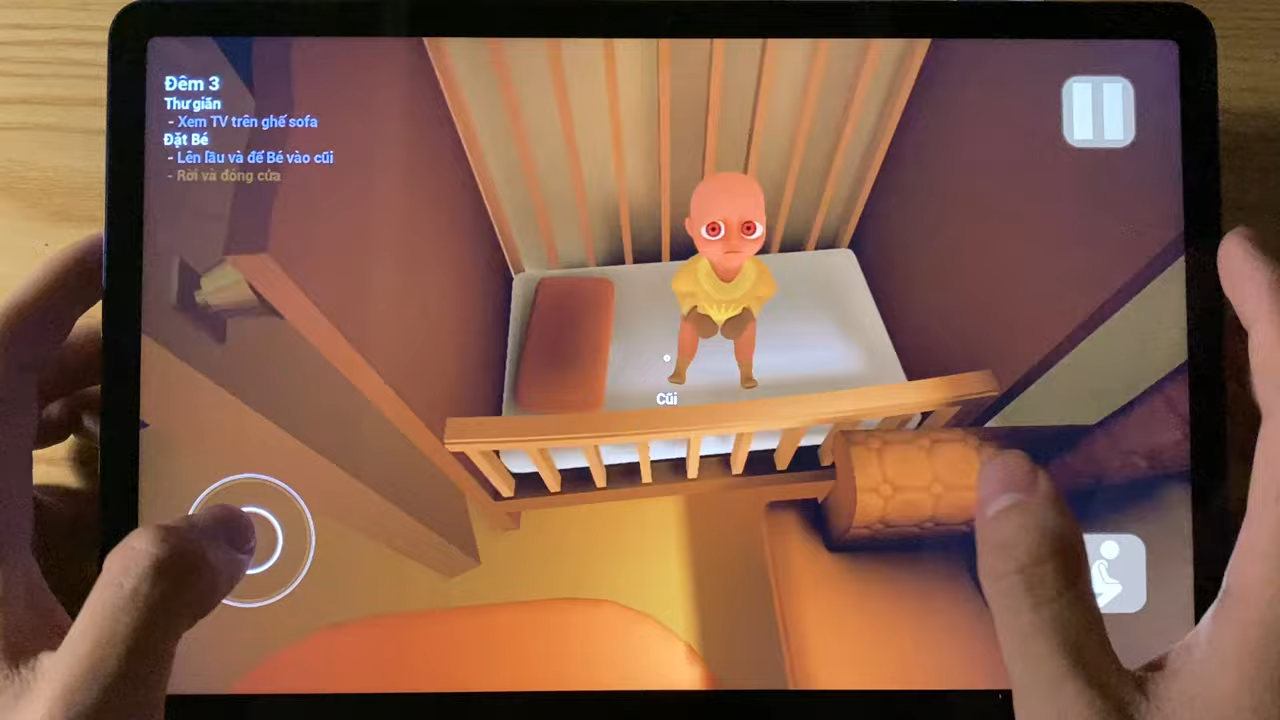 Đêm 3
Thư giãn
- Xem TV trên ghế sofa
Đặt Bé
- Lên lầu và để Bé vào cũi
- Rời và đóng cửa
Cũi